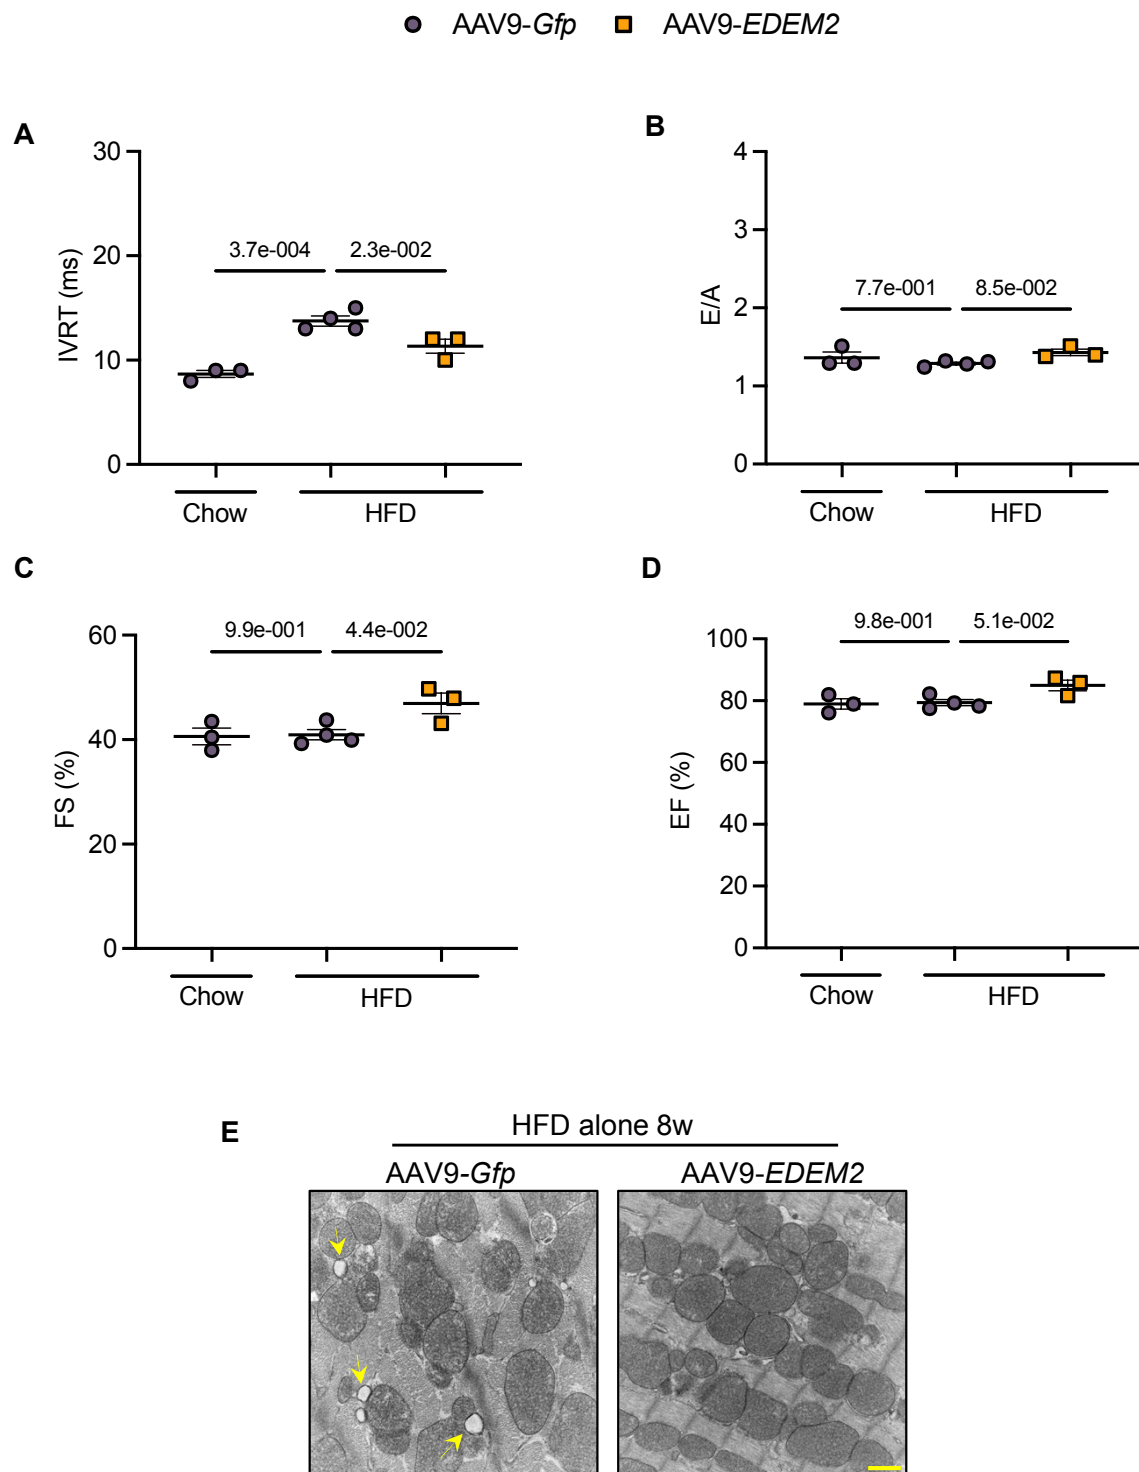 AAV9-Gfp AAV9-EDEM2
A
30
20
10
0
IVRT (ms)
3.7e-004 2.3e-002
Chow HFD
B
4
3
2
1
0
E/A
7.7e-001 8.5e-002
Chow HFD
C
60
40
20
0
FS (%)
9.9e-001 4.4e-002
Chow HFD
D
100
80
60
40
20
0
EF (%)
9.8e-001 5.1e-002
Chow HFD
E
HFD alone 8w
AAV9-Gfp AAV9-EDEM2